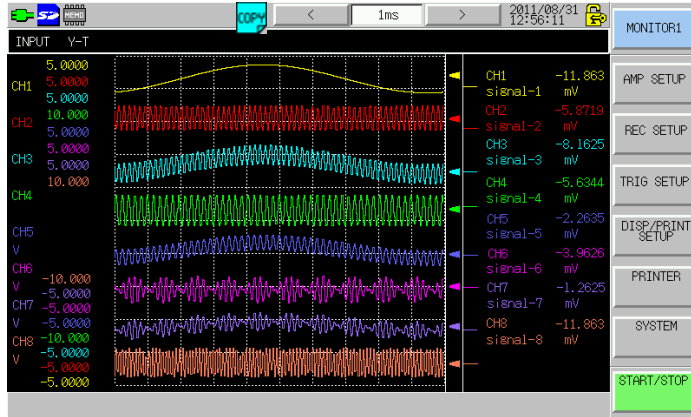 SD MEMO COPY < 1ms > 2011/08/31
12:56:11
MONITOR1
INPUT Y-T
5.0000
CH1 5.0000
5.0000
CH2 10.000
5.0000
CH3 5.0000
5.0000
10.000
CH4
CH5
V
CH6
V -10.000
-5.0000
CH7 -5.0000
V -5.0000
CH8 -10.000
V -5.0000
-5.0000
-5.0000
CH1 -11.863
signal-1 mV
CH2 -5.8719
signal-2 mV
CH3 -8.1625
signal-3 mV
CH4 -5.6344
signal-4 mV
CH5 -2.2635
signal-5 mV
CH6 -3.9626
signal-6 mV
CH7 -1.2625
signal-7 mV
CH8 -11.863
signal-8 mV
AMP SETUP
REC SETUP
TRIG SETUP
DISP/PRINT
SETUP
PRINTER
SYSTEM
START/STOP